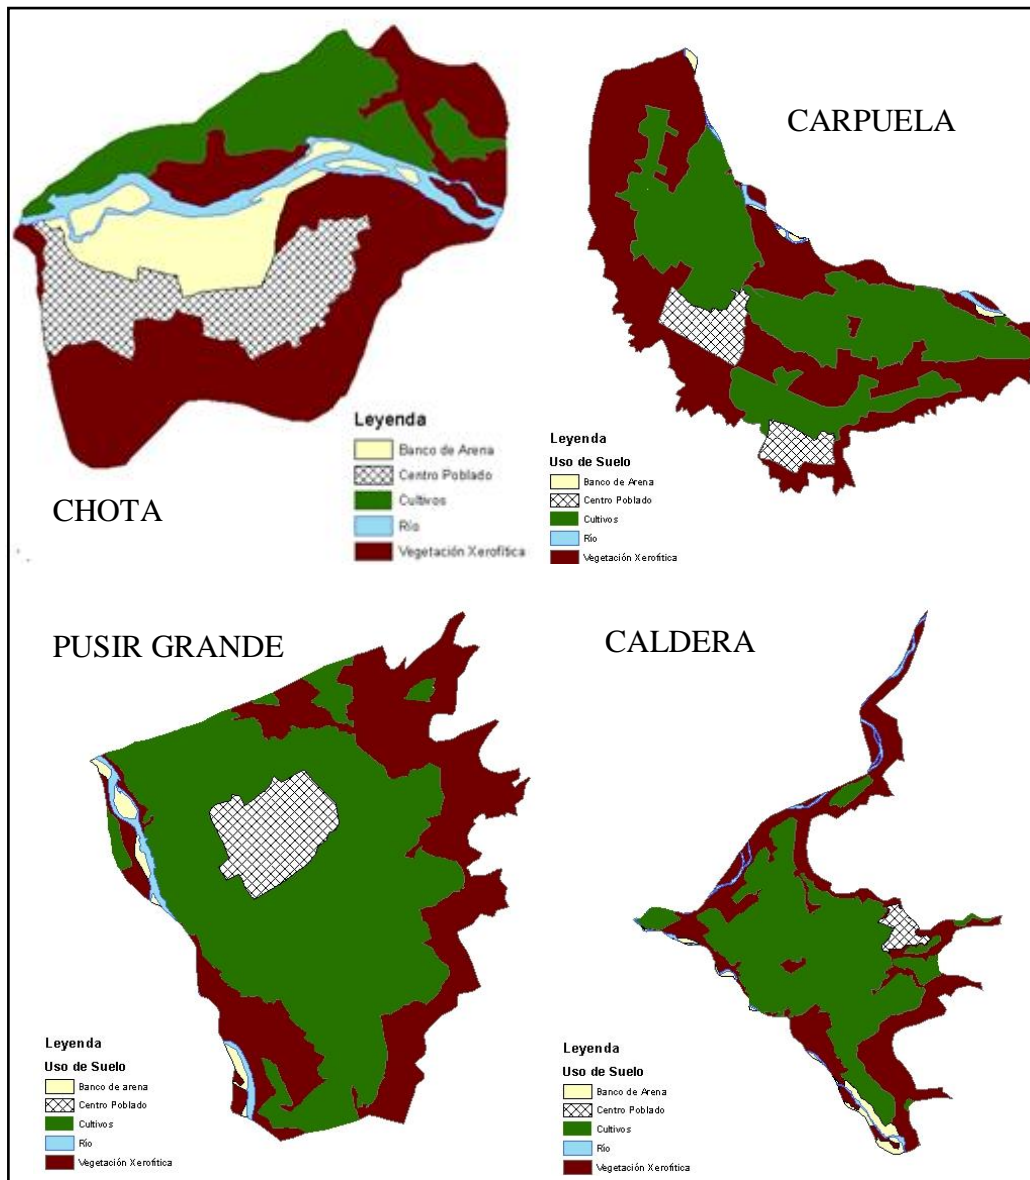 CHOTA
Leyenda
Banco de Arena
Centro Poblado
Cultivos
Río
Vegetación Xerofítica
CARPUELA
Leyenda
Uso de Suelo
Banco de Arena
Centro Poblado
Cultivos
Río
Vegetación Xerofítica
PUSIR GRANDE
Leyenda
Uso de Suelo
Banco de arena
Centro Poblado
Cultivos
Río
Vegetación Xerofítica
CALDERA
Leyenda
Uso de Suelo
Banco de Arena
Centro Poblado
Cultivos
Río
Vegetación Xerofítica